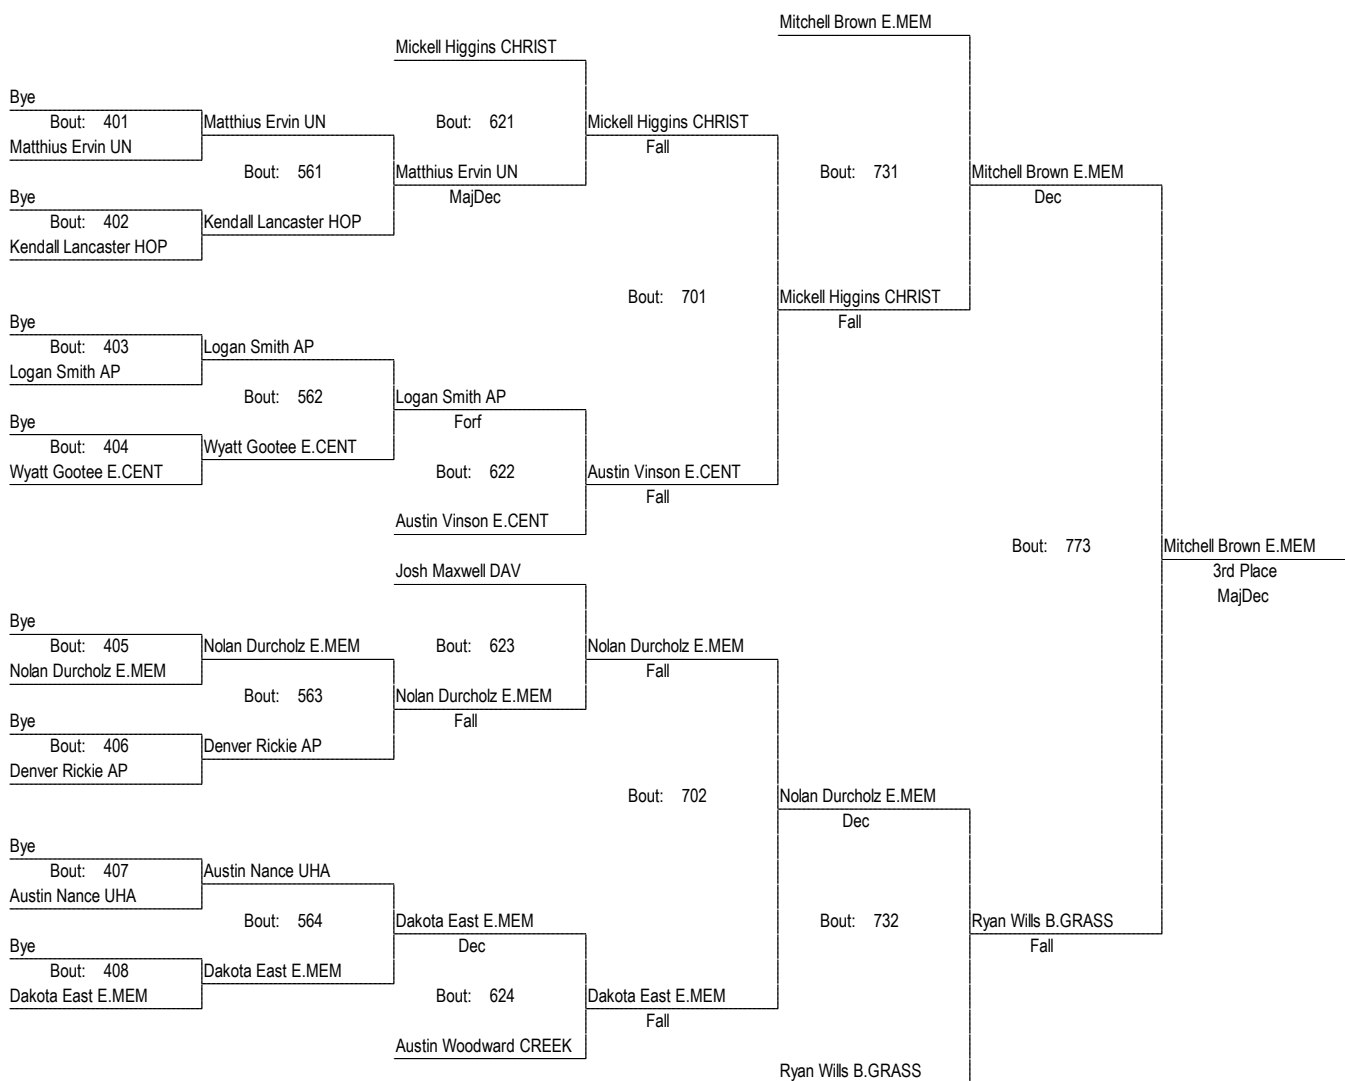 Mitchell Brown E.MEM
Mickell Higgins CHRIST
Bye
Bout: 401
Matthius Ervin UN
Bout: 621
Mickell Higgins CHRIST
Matthius Ervin UN
Fall
Bout: 561
Matthius Ervin UN
Bout: 731
Mitchell Brown E.MEM
Bye
MajDec
Dec
Bout: 402
Kendall Lancaster HOP
Kendall Lancaster HOP
Bout: 701
Mickell Higgins CHRIST
Bye
Fall
Bout: 403
Logan Smith AP
Logan Smith AP
Bout: 562
Logan Smith AP
Bye
Forf
Bout: 404
Wyatt Gootee E.CENT
Wyatt Gootee E.CENT
Bout: 622
Austin Vinson E.CENT
Fall
Austin Vinson E.CENT
Bout: 773
Mitchell Brown E.MEM
Josh Maxwell DAV
3rd Place
MajDec
Bye
Bout: 405
Nolan Durcholz E.MEM
Bout: 623
Nolan Durcholz E.MEM
Nolan Durcholz E.MEM
Fall
Bout: 563
Nolan Durcholz E.MEM
Bye
Fall
Bout: 406
Denver Rickie AP
Denver Rickie AP
Bout: 702
Nolan Durcholz E.MEM
Dec
Bye
Bout: 407
Austin Nance UHA
Austin Nance UHA
Bout: 564
Dakota East E.MEM
Bout: 732
Ryan Wills B.GRASS
Bye
Dec
Fall
Bout: 408
Dakota East E.MEM
Dakota East E.MEM
Bout: 624
Dakota East E.MEM
Fall
Austin Woodward CREEK
Ryan Wills B.GRASS